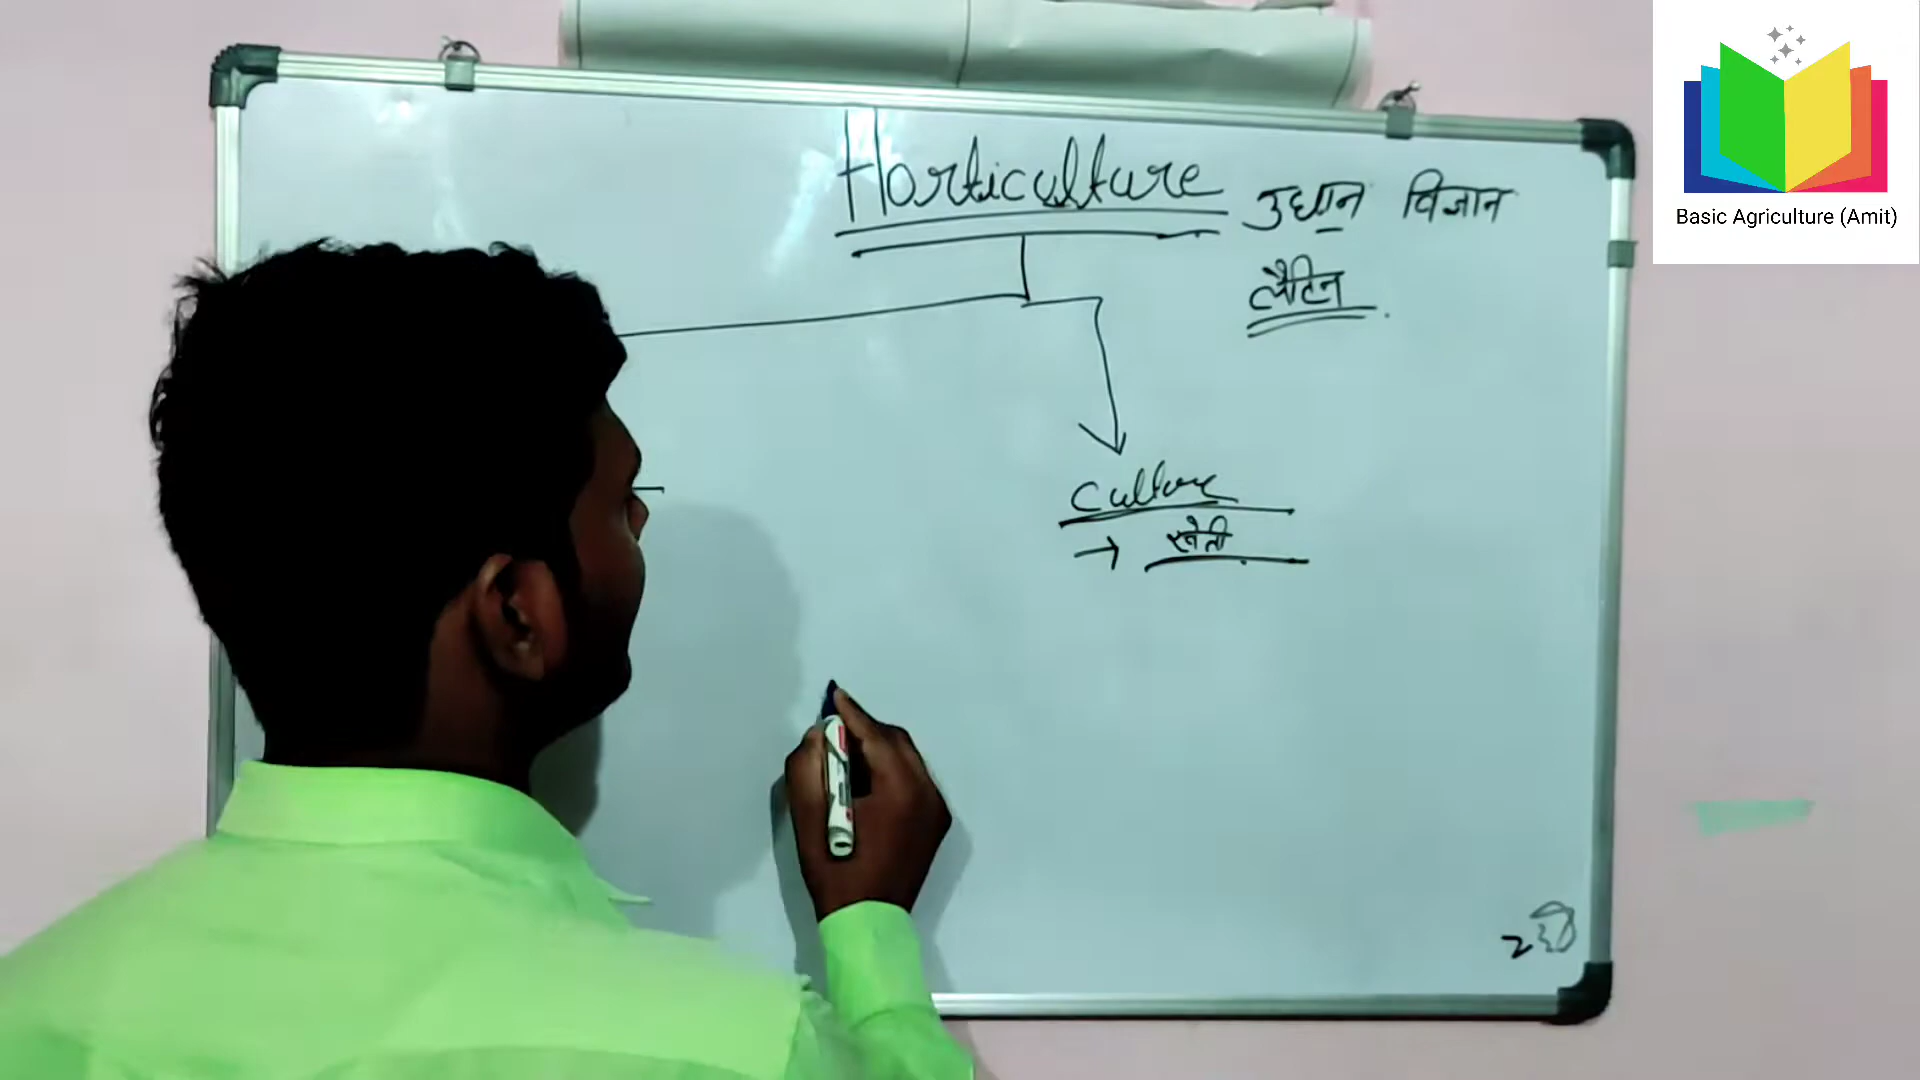 Horticulture उद्यान विज्ञान
लैटिन
Culture
→ खेती
Basic Agriculture (Amit)